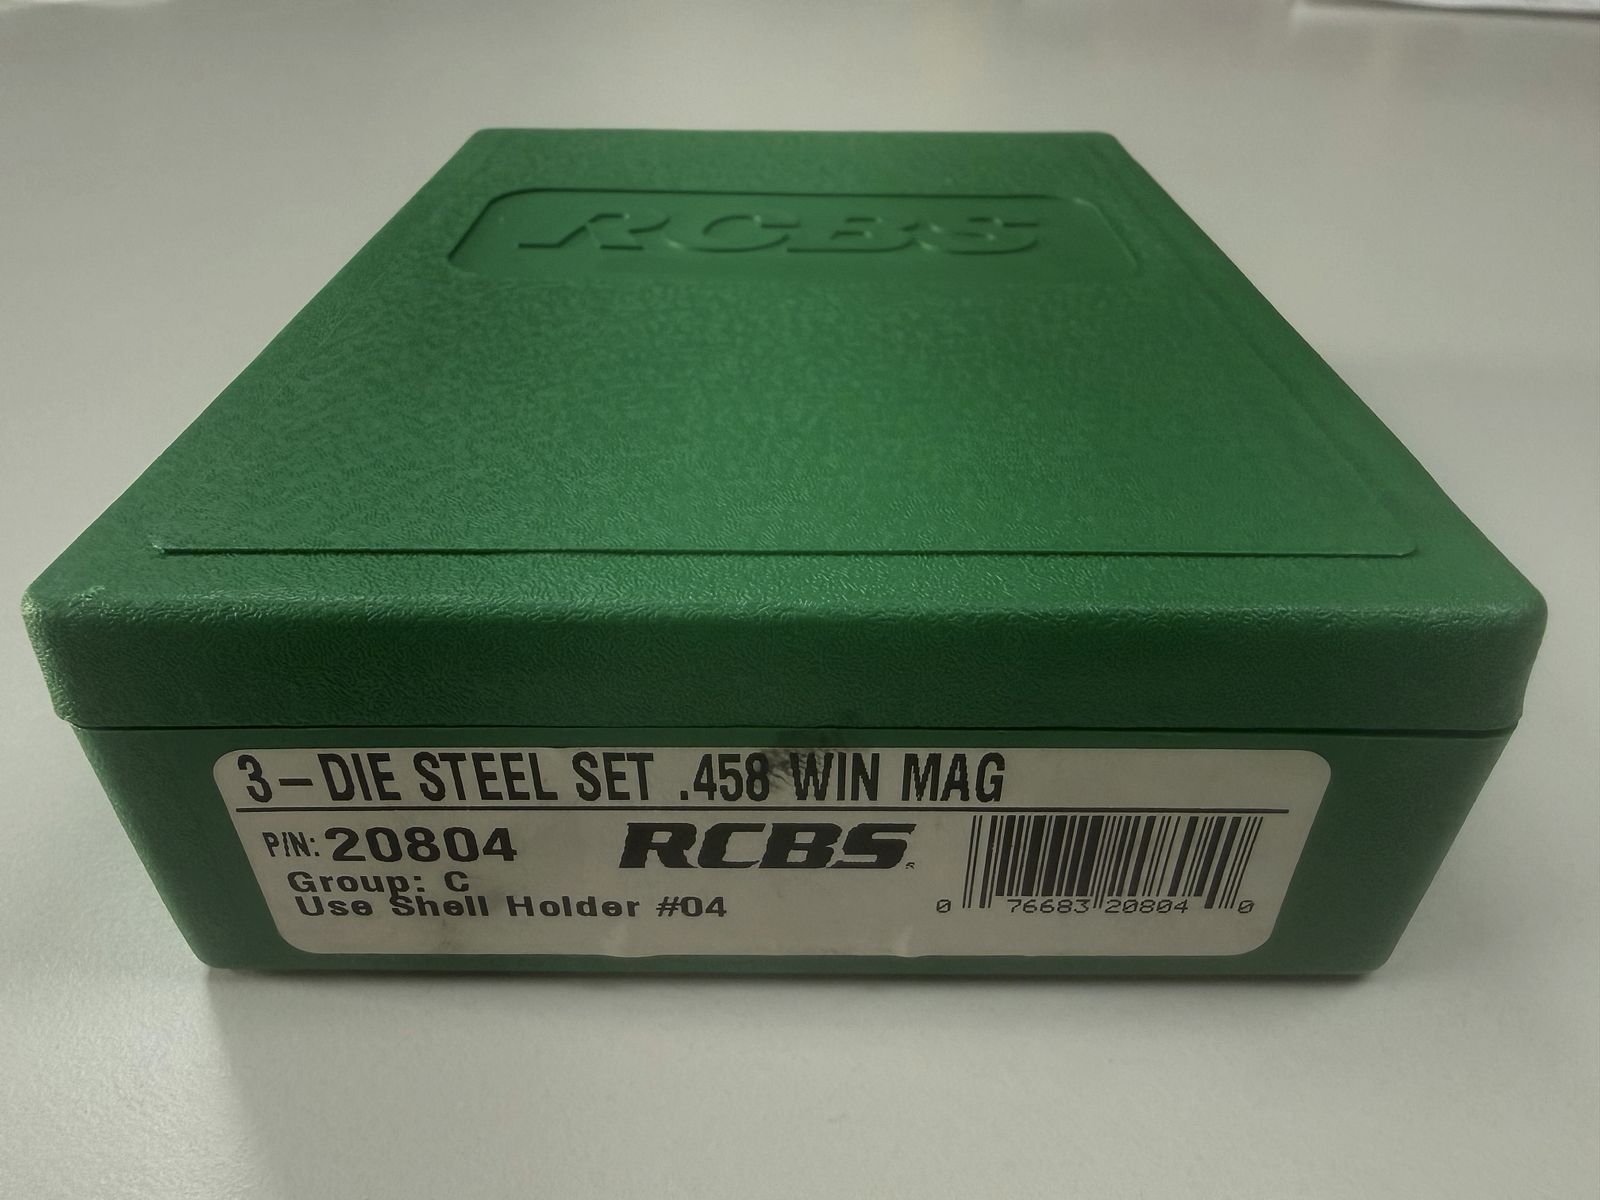 RCBS
3-DIE STEEL SET .458 WIN MAG
P/N: 20804
RCBS
Group: C
Use Shell Holder #04
0 76683 20804 0